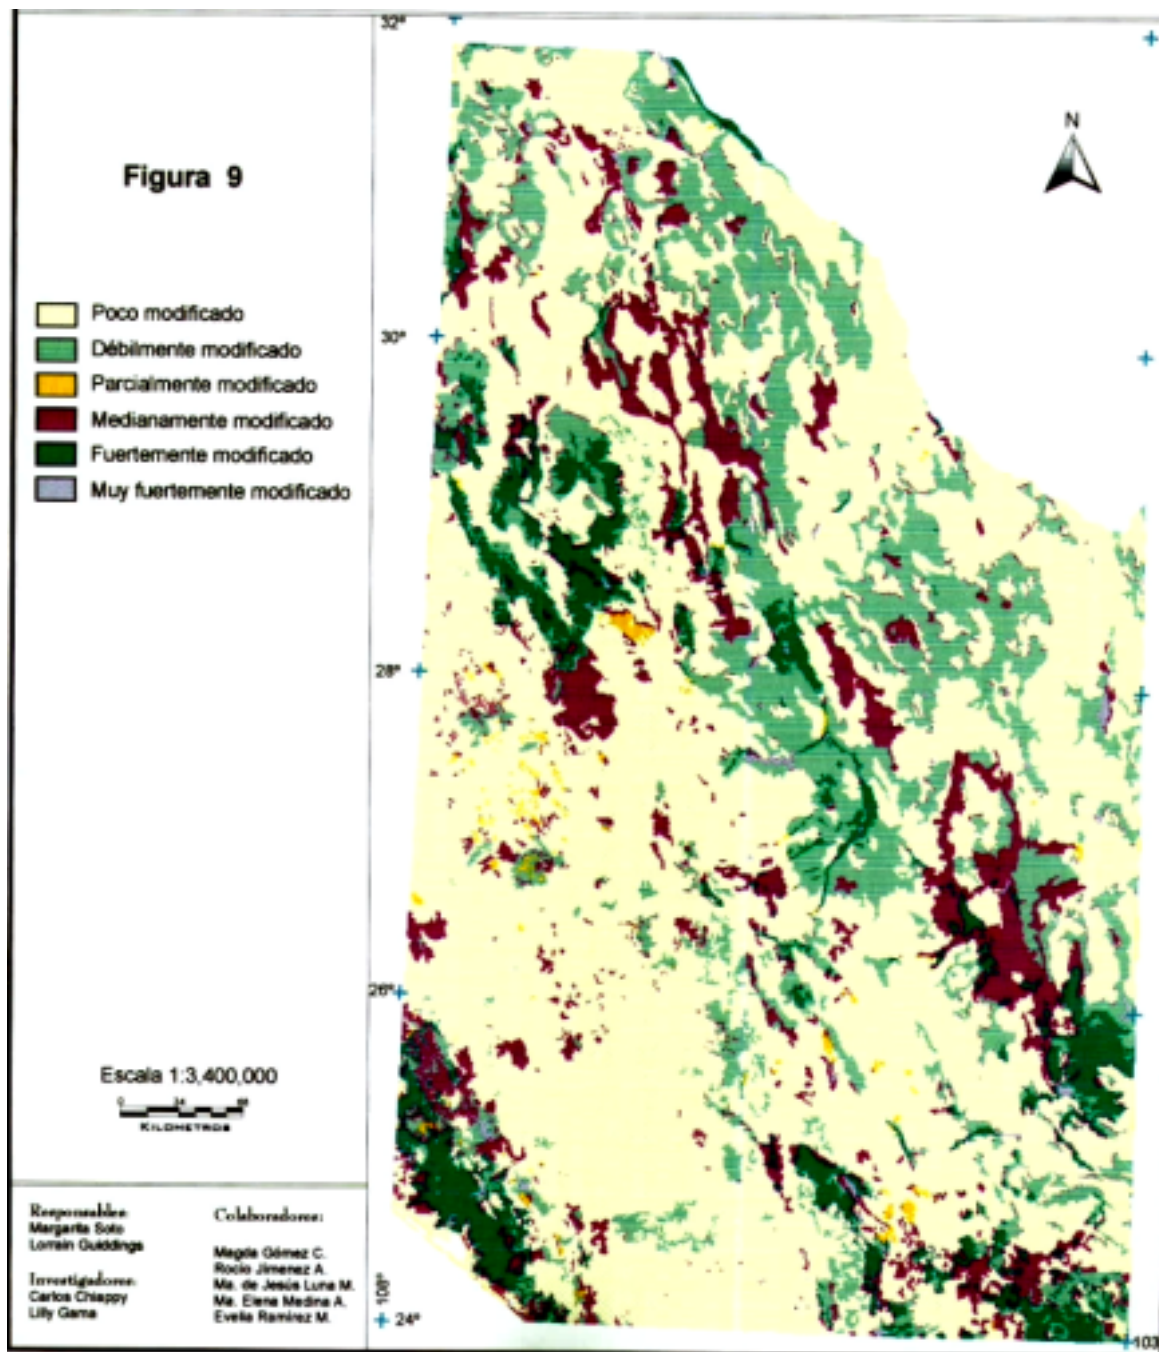 Figura 9
Poco modificado
Débilmente modificado
Parcialmente modificado
Medianamente modificado
Fuertemente modificado
Muy fuertemente modificado
Escala 1:3,400,000
KILOMETROS
Responsables:
Margarita Soto
Lorrain Guiddings
Investigadores:
Carlos Chiappy
Lilly Gama
Colaboradores:
Magda Gómez C.
Rocío Jimenez A.
Ma. de Jesús Luna M.
Ma. Elena Medina A.
Evelia Ramírez M.
N
32°
30°
28°
26°
24°
108°
103